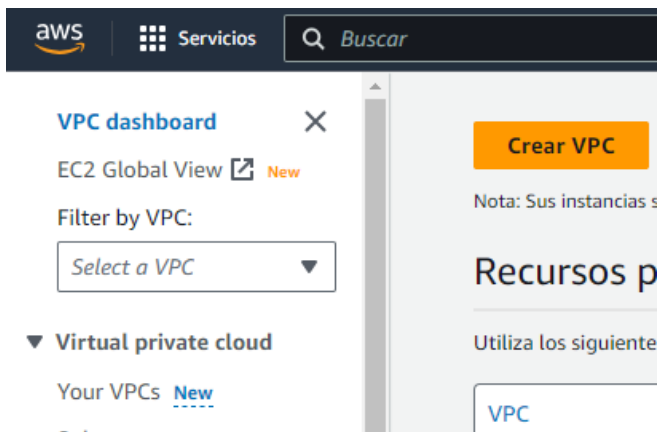 aws Servicios Buscar
VPC dashboard
EC2 Global View New
Filter by VPC:
Select a VPC
Virtual private cloud
Your VPCs New
Crear VPC
Nota: Sus instancias s
Recursos p
Utiliza los siguiente
VPC